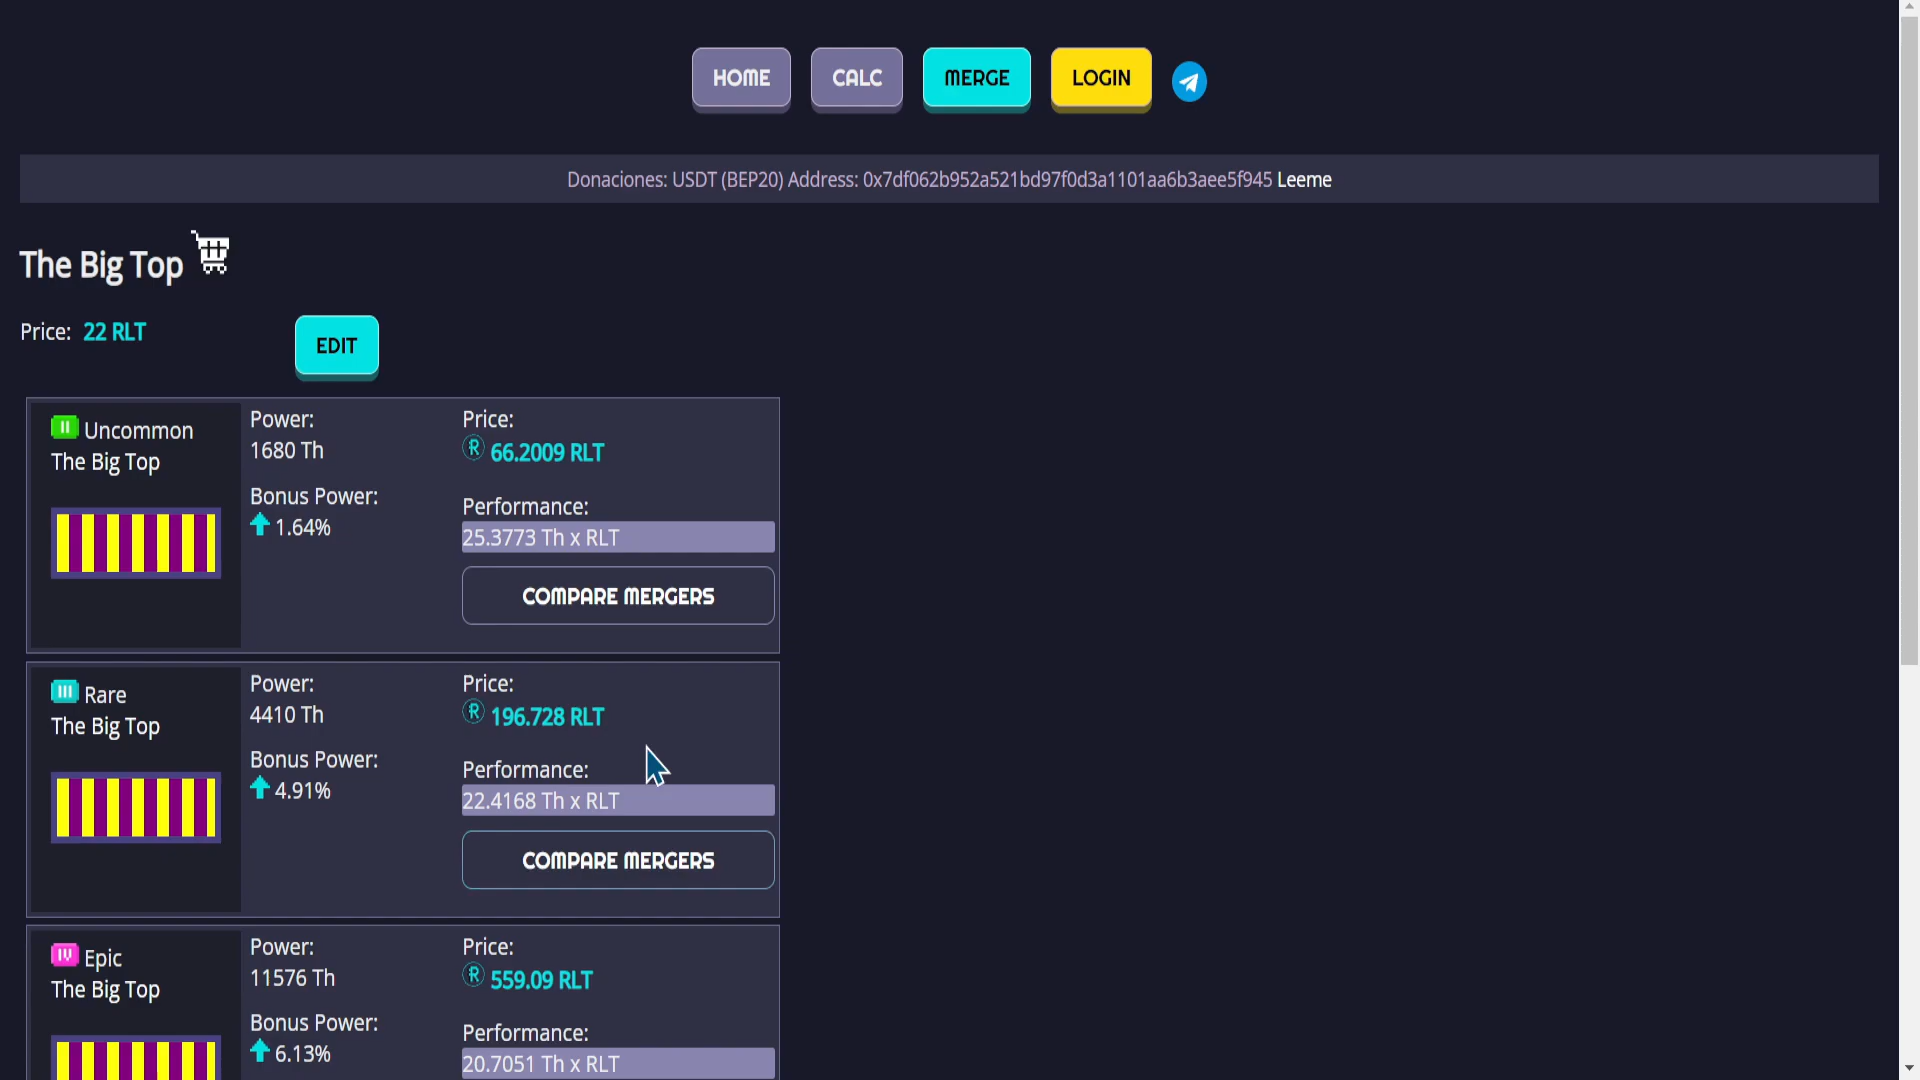 HOME CALC MERGE LOGIN
Donaciones: USDT (BEP20) Address: 0x7df062b952a521bd97f0d3a1101aa6b3aee5f945 Leeme
The Big Top
Price: 22 RLT
EDIT
II Uncommon
The Big Top
Power:
1680 Th
Bonus Power:
1.64%
Price:
R 66.2009 RLT
Performance:
25.3773 Th x RLT
COMPARE MERGERS
III Rare
The Big Top
Power:
4410 Th
Bonus Power:
4.91%
Price:
R 196.728 RLT
Performance:
22.4168 Th x RLT
COMPARE MERGERS
IV Epic
The Big Top
Power:
11576 Th
Bonus Power:
6.13%
Price:
R 559.09 RLT
Performance:
20.7051 Th x RLT